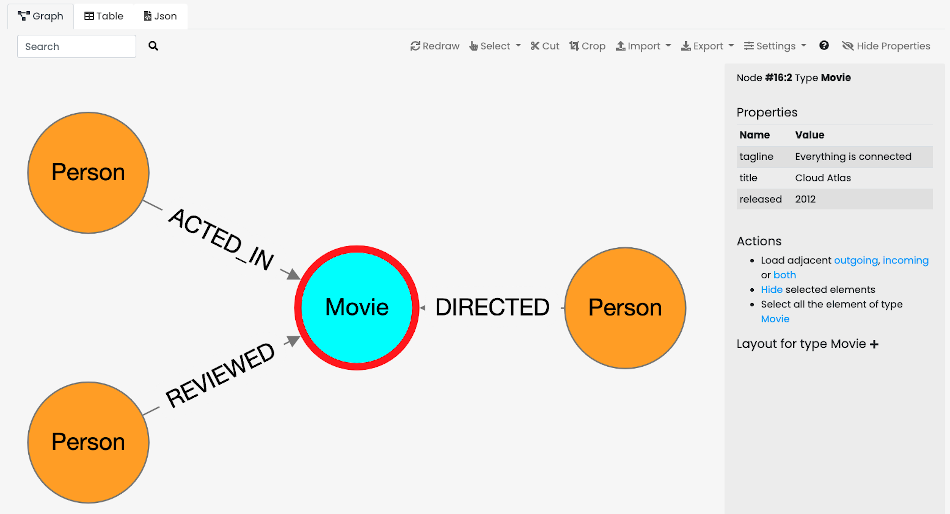 Graph Table Json
Search Redraw Select Cut Crop Import Export Settings Hide Properties
Node #16:2 Type Movie
Properties
Name Value
tagline Everything is connected
title Cloud Atlas
released 2012
Actions
Load adjacent outgoing, incoming
or both
Hide selected elements
Select all the element of type
Movie
Layout for type Movie +
Person
ACTED_IN
Movie
DIRECTED
Person
REVIEWED
Person